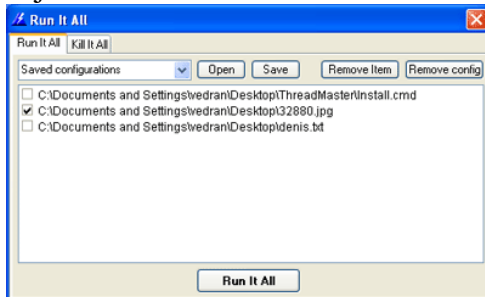 Run It All
Run It All Kill It All
Saved configurations Open Save Remove Item Remove config
C:\Documents and Settings\vedran\Desktop\ThreadMaster\Install.cmd
C:\Documents and Settings\vedran\Desktop\32880.jpg
C:\Documents and Settings\vedran\Desktop\denis.txt
Run It All